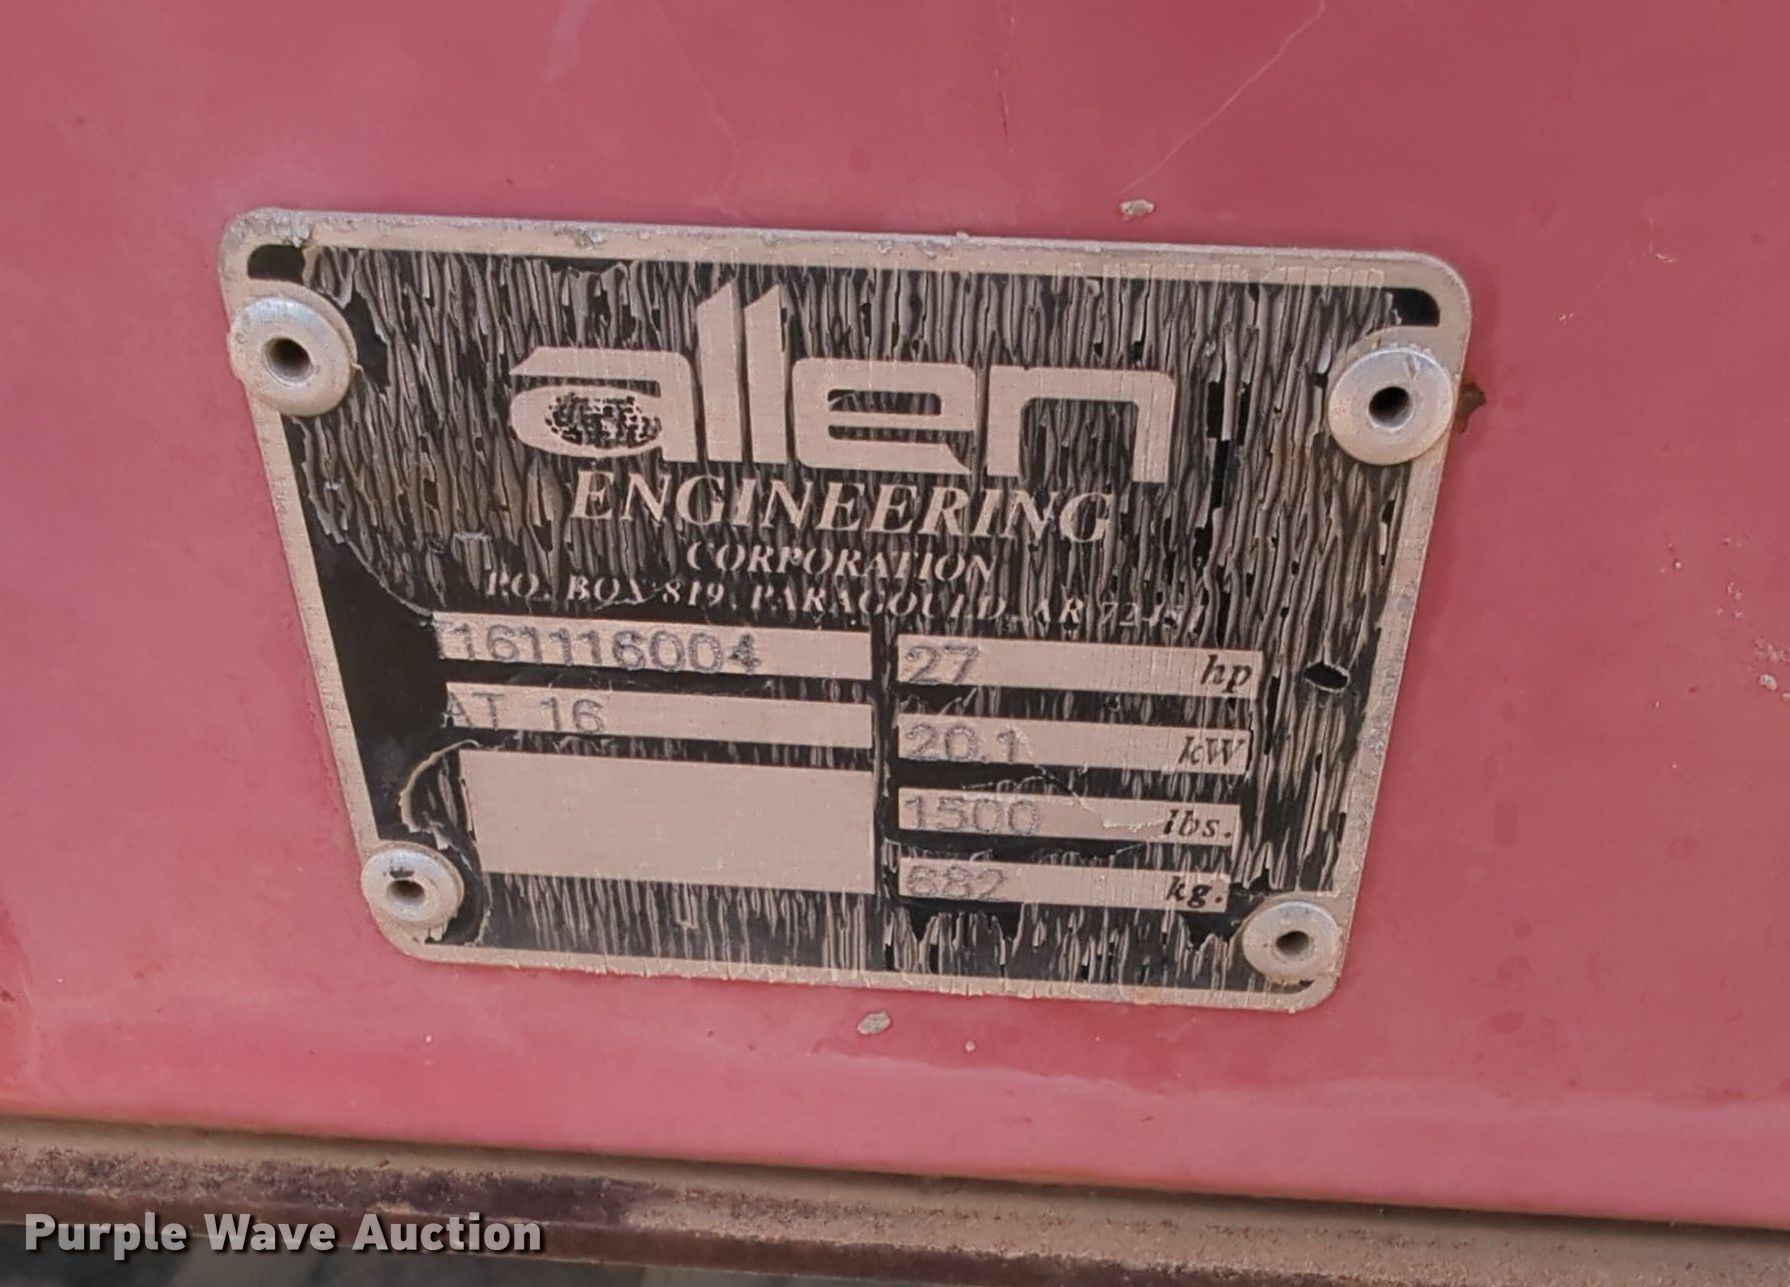 allen
ENGINEERING
CORPORATION
P.O. BOX 819, PARAGOULD, AR 72451
T161116004
27 hp
AT 16
20.1 kW
1500 lbs.
682 kg.
Purple Wave Auction